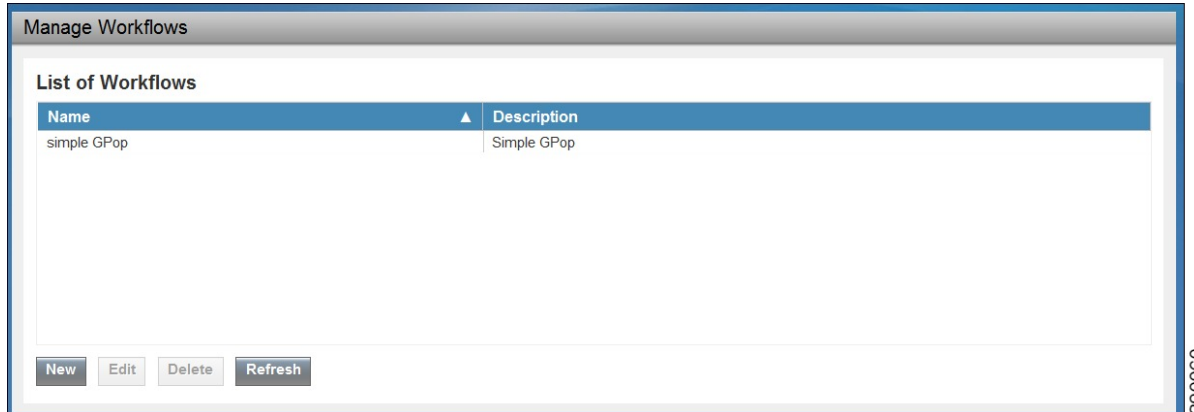 Manage Workflows
List of Workflows
Name ▲ Description
simple GPop Simple GPop
New Edit Delete Refresh